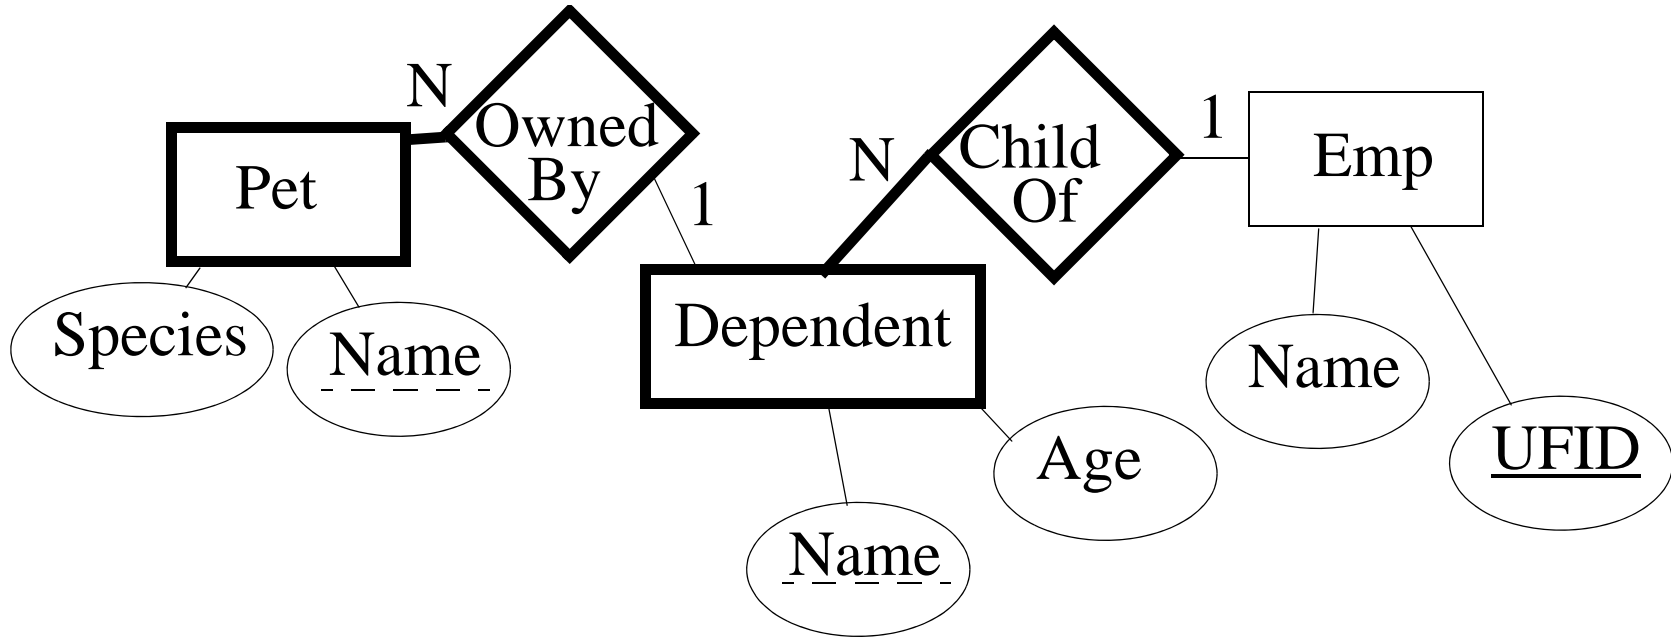 N
Owned
By
1
Pet
Species
Name
N
Child
Of
1
Emp
Dependent
Name
Age
Name
UFID